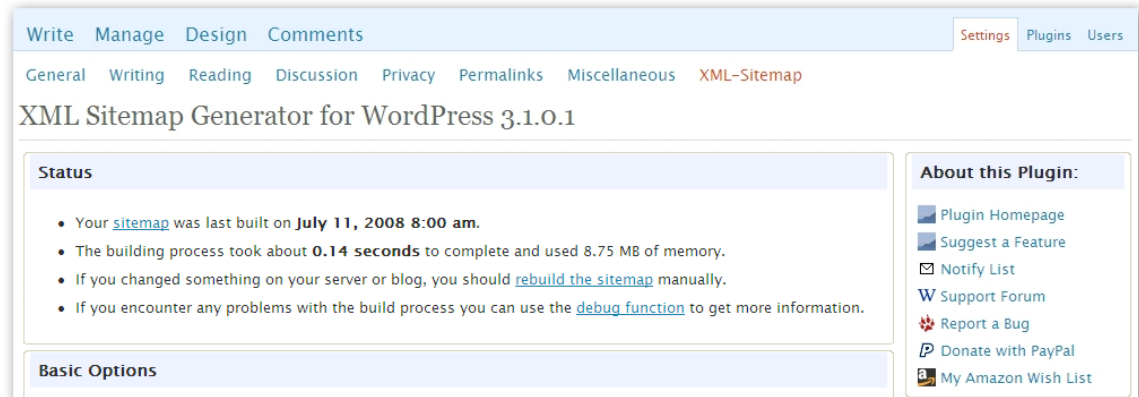 Write Manage Design Comments Settings Plugins Users
General Writing Reading Discussion Privacy Permalinks Miscellaneous XML-Sitemap
XML Sitemap Generator for WordPress 3.1.0.1
Status
Your sitemap was last built on July 11, 2008 8:00 am.
The building process took about 0.14 seconds to complete and used 8.75 MB of memory.
If you changed something on your server or blog, you should rebuild the sitemap manually.
If you encounter any problems with the build process you can use the debug function to get more information.
Basic Options
About this Plugin:
Plugin Homepage
Suggest a Feature
Notify List
Support Forum
Report a Bug
Donate with PayPal
My Amazon Wish List